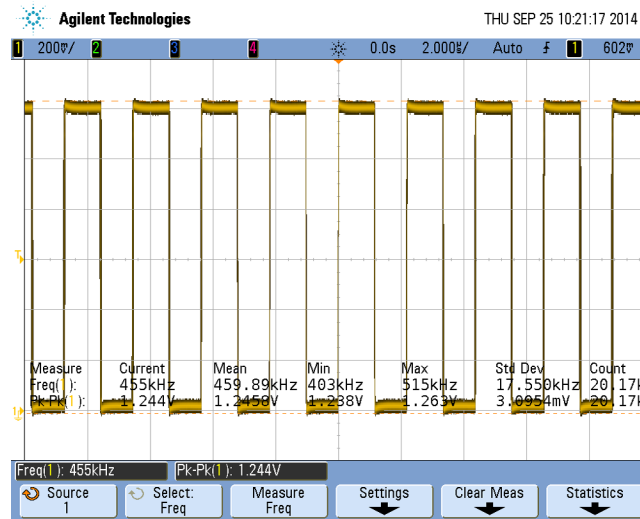 Agilent Technologies THU SEP 25 10:21:17 2014
1 200mV/ 2 3 4 0.0s 2.000µs/ Auto 1 602mV
T
Measure Current Mean Min Max Std Dev Count
Freq(1): 455kHz 459.89kHz 403kHz 515kHz 17.550kHz 20.17k
Pk-Pk(1): 1.244V 1.2458V 1.238V 1.263V 3.0954mV 20.17k
Freq(1): 455kHz Pk-Pk(1): 1.244V
Source Select: Measure Settings Clear Meas Statistics
1 Freq Freq